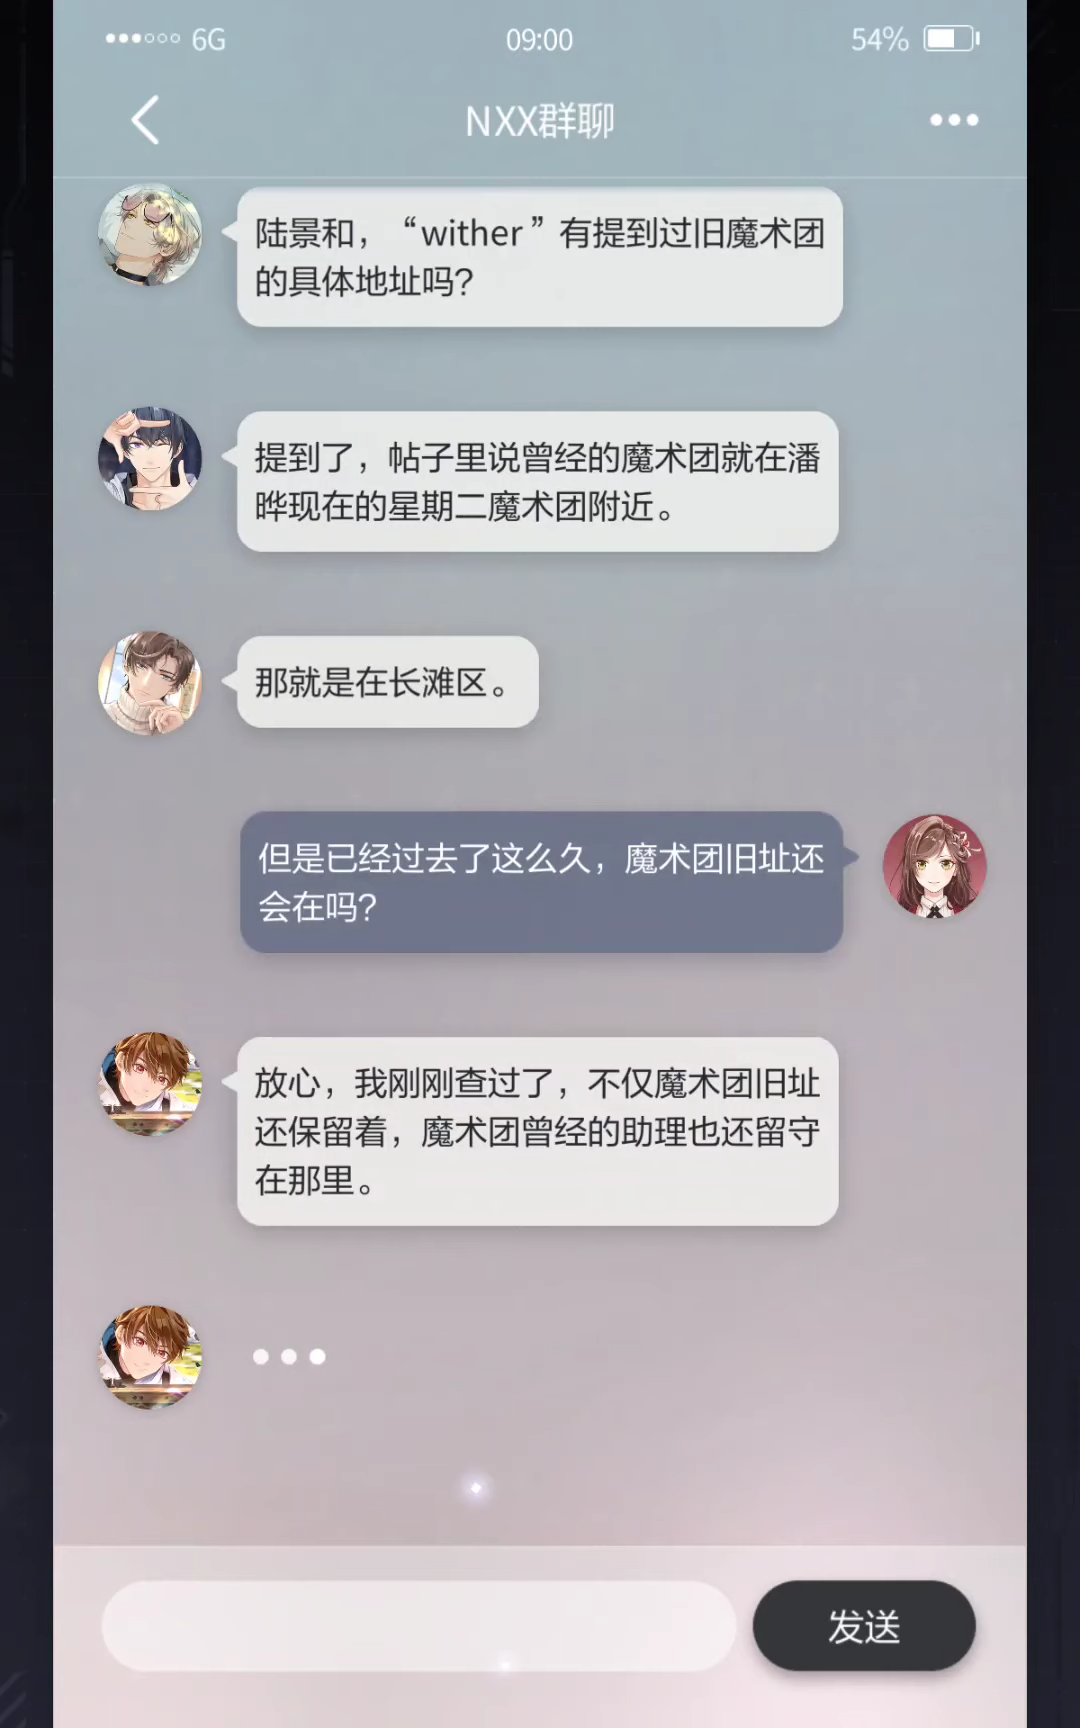 6G 09:00 54%
NXX群聊
陆景和，“wither”有提到过旧魔术团
的具体地址吗？
提到了，帖子里说曾经的魔术团就在潘
晔现在的星期二魔术团附近。
那就是在长滩区。
但是已经过去了这么久，魔术团旧址还
会在吗？
放心，我刚刚查过了，不仅魔术团旧址
还保留着，魔术团曾经的助理也还留守
在那里。
发送